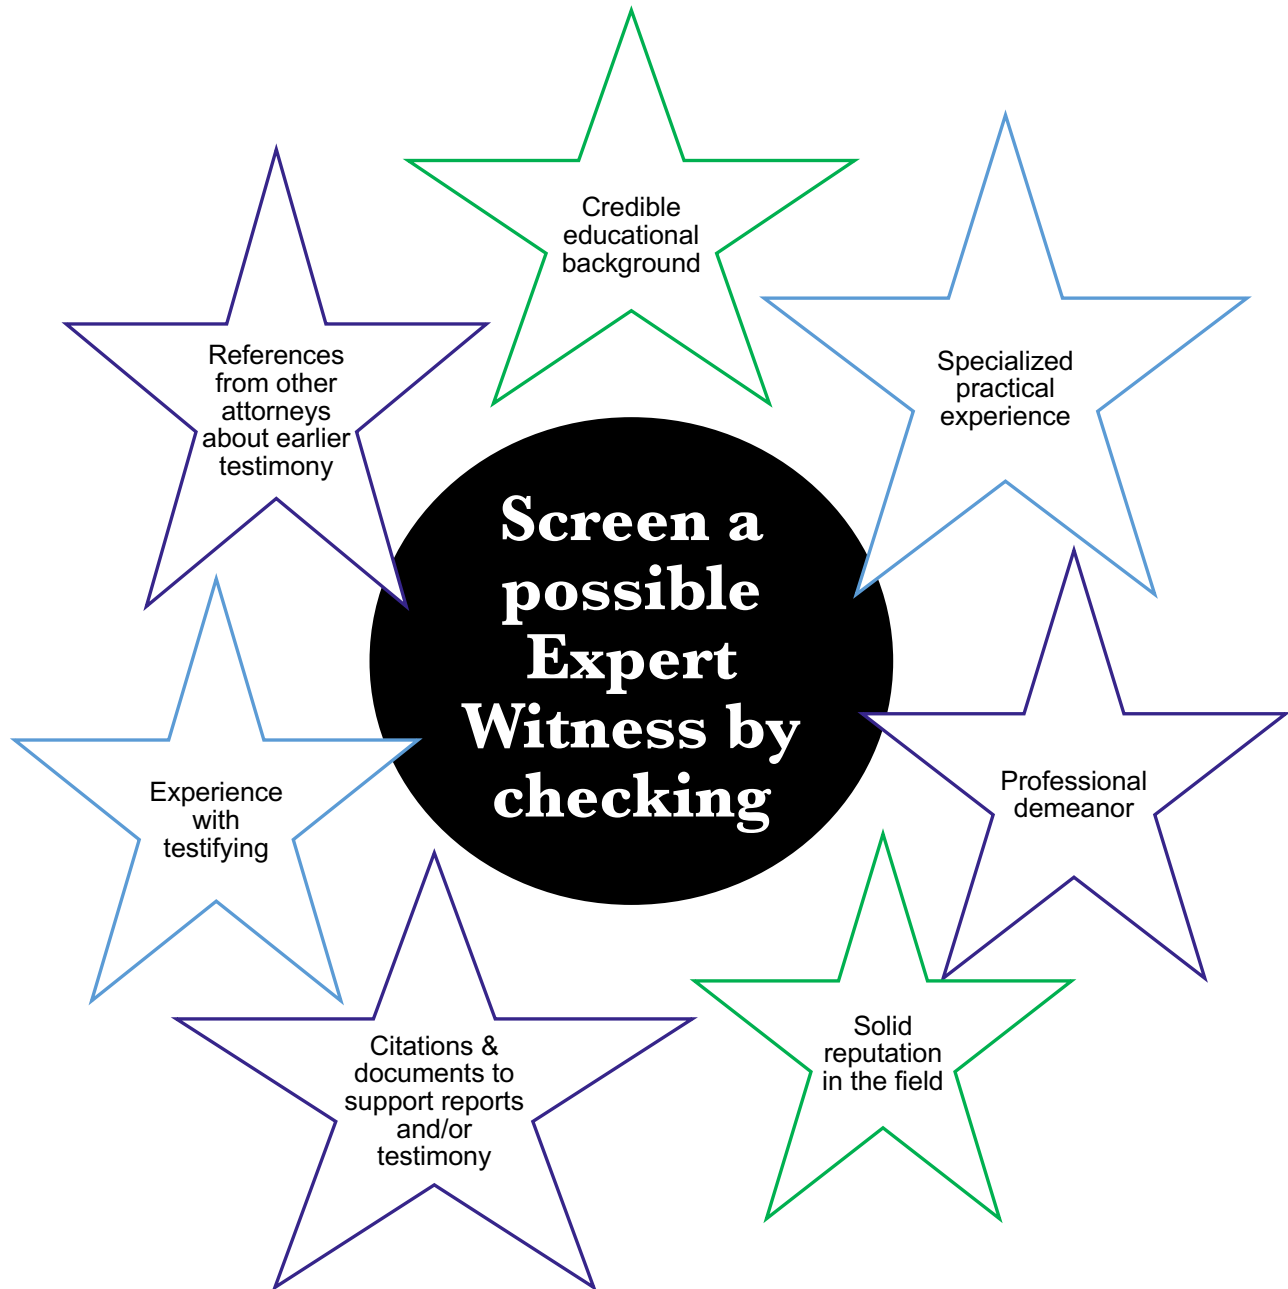 Credible
educational
background
Specialized
practical
experience
References
from other
attorneys
about earlier
testimony
Screen a
possible
Expert
Witness by
checking
Professional
demeanor
Experience
with
testifying
Solid
reputation
in the field
Citations &
documents to
support reports
and/or
testimony